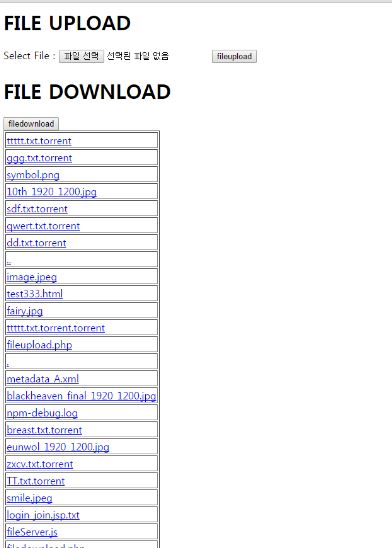 FILE UPLOAD
Select File : 파일 선택 선택된 파일 없음 fileupload
FILE DOWNLOAD
filedownload
ttttt.txt.torrent
ggg.txt.torrent
symbol.png
10th_1920_1200.jpg
sdf.txt.torrent
qwert.txt.torrent
dd.txt.torrent
..
image.jpeg
test333.html
fairy.jpg
ttttt.txt.torrent.torrent
fileupload.php
.
metadata_A.xml
blackheaven_final_1920_1200.jpg
npm-debug.log
breast.txt.torrent
eunwol_1920_1200.jpg
zxcv.txt.torrent
TT.txt.torrent
smile.jpeg
login_join.jsp.txt
fileServer.js
filedownload.php